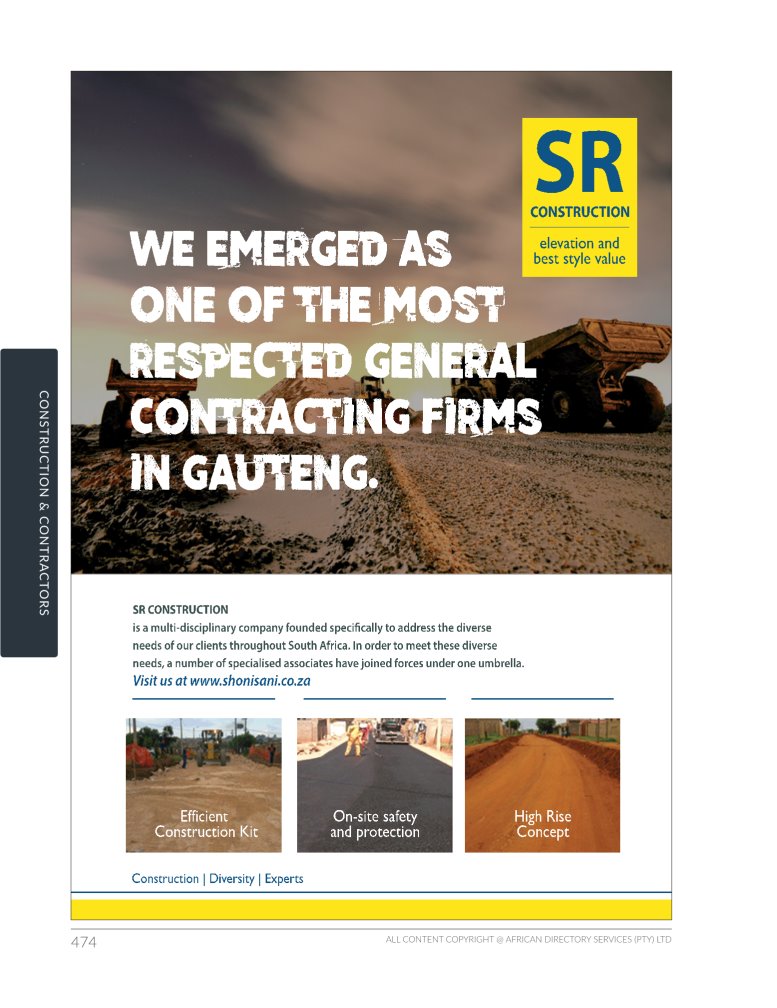 SR
CONSTRUCTION
elevation and
best style value
WE EMERGED AS
ONE OF THE MOST
RESPECTED GENERAL
CONTRACTING FIRMS
IN GAUTENG.
CONSTRUCTION & CONTRACTORS
SR CONSTRUCTION
is a multi-disciplinary company founded specifically to address the diverse
needs of our clients throughout South Africa. In order to meet these diverse
needs, a number of specialised associates have joined forces under one umbrella.
Visit us at www.shonisani.co.za
Efficient
Construction Kit
On-site safety
and protection
High Rise
Concept
Construction | Diversity | Experts
474
ALL CONTENT COPYRIGHT @ AFRICAN DIRECTORY SERVICES (PTY) LTD